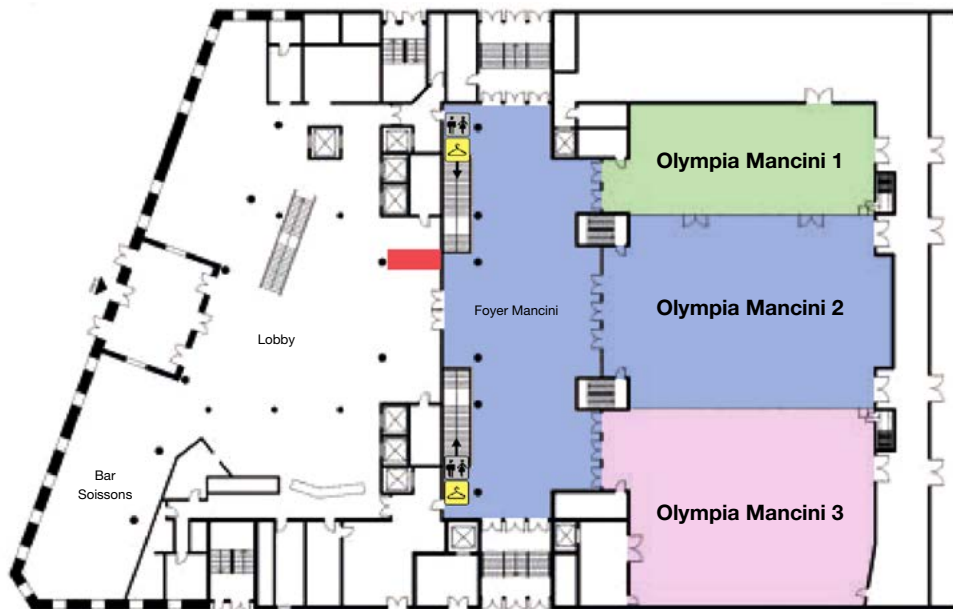 Olympia Mancini 1
Olympia Mancini 2
Foyer Mancini
Lobby
Bar
Soissons
Olympia Mancini 3